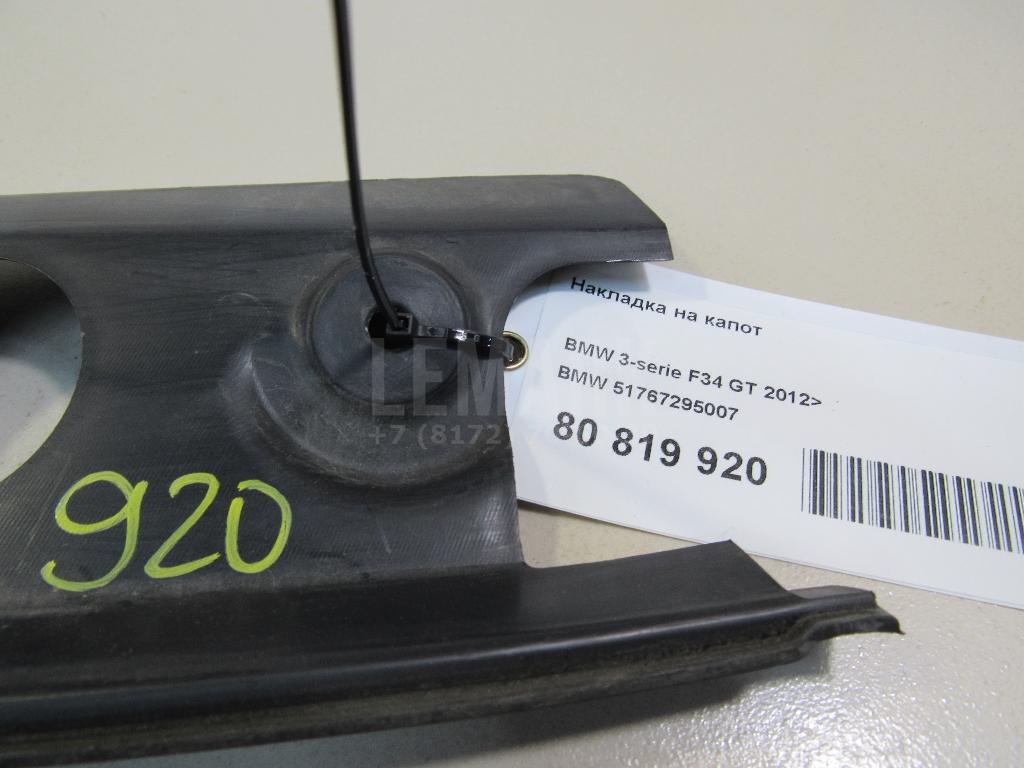 Накладка на капот
BMW 3-serie F34 GT 2012>
BMW 51767295007
80 819 920
920
+7 (8172)